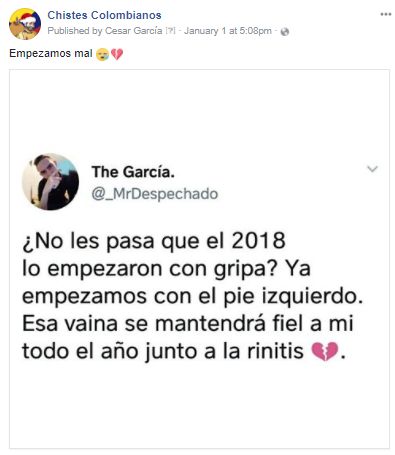 Chistes Colombianos
Published by Cesar García [?] · January 1 at 5:08pm ·
Empezamos mal 😪💔
The García.
@_MrDespechado
¿No les pasa que el 2018
lo empezaron con gripa? Ya
empezamos con el pie izquierdo.
Esa vaina se mantendrá fiel a mi
todo el año junto a la rinitis 💔.